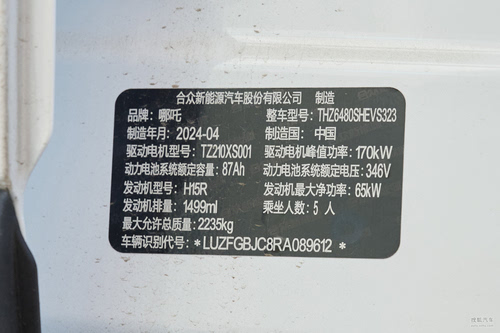 合众新能源汽车股份有限公司 制造
品牌：哪吒 整车型号：THZ6480SHEVS323
制造年月：2024-04 制造国：中国
驱动电机型号：TZ210XS001 驱动电机峰值功率：170kW
动力电池系统额定容量：87Ah 动力电池系统额定电压：346V
发动机型号：H15R 发动机最大净功率：65kW
发动机排量：1499ml 乘坐人数：5 人
最大允许总质量：2235kg
车辆识别代号：*LUZFGBJC8RA089612*
搜狐汽车